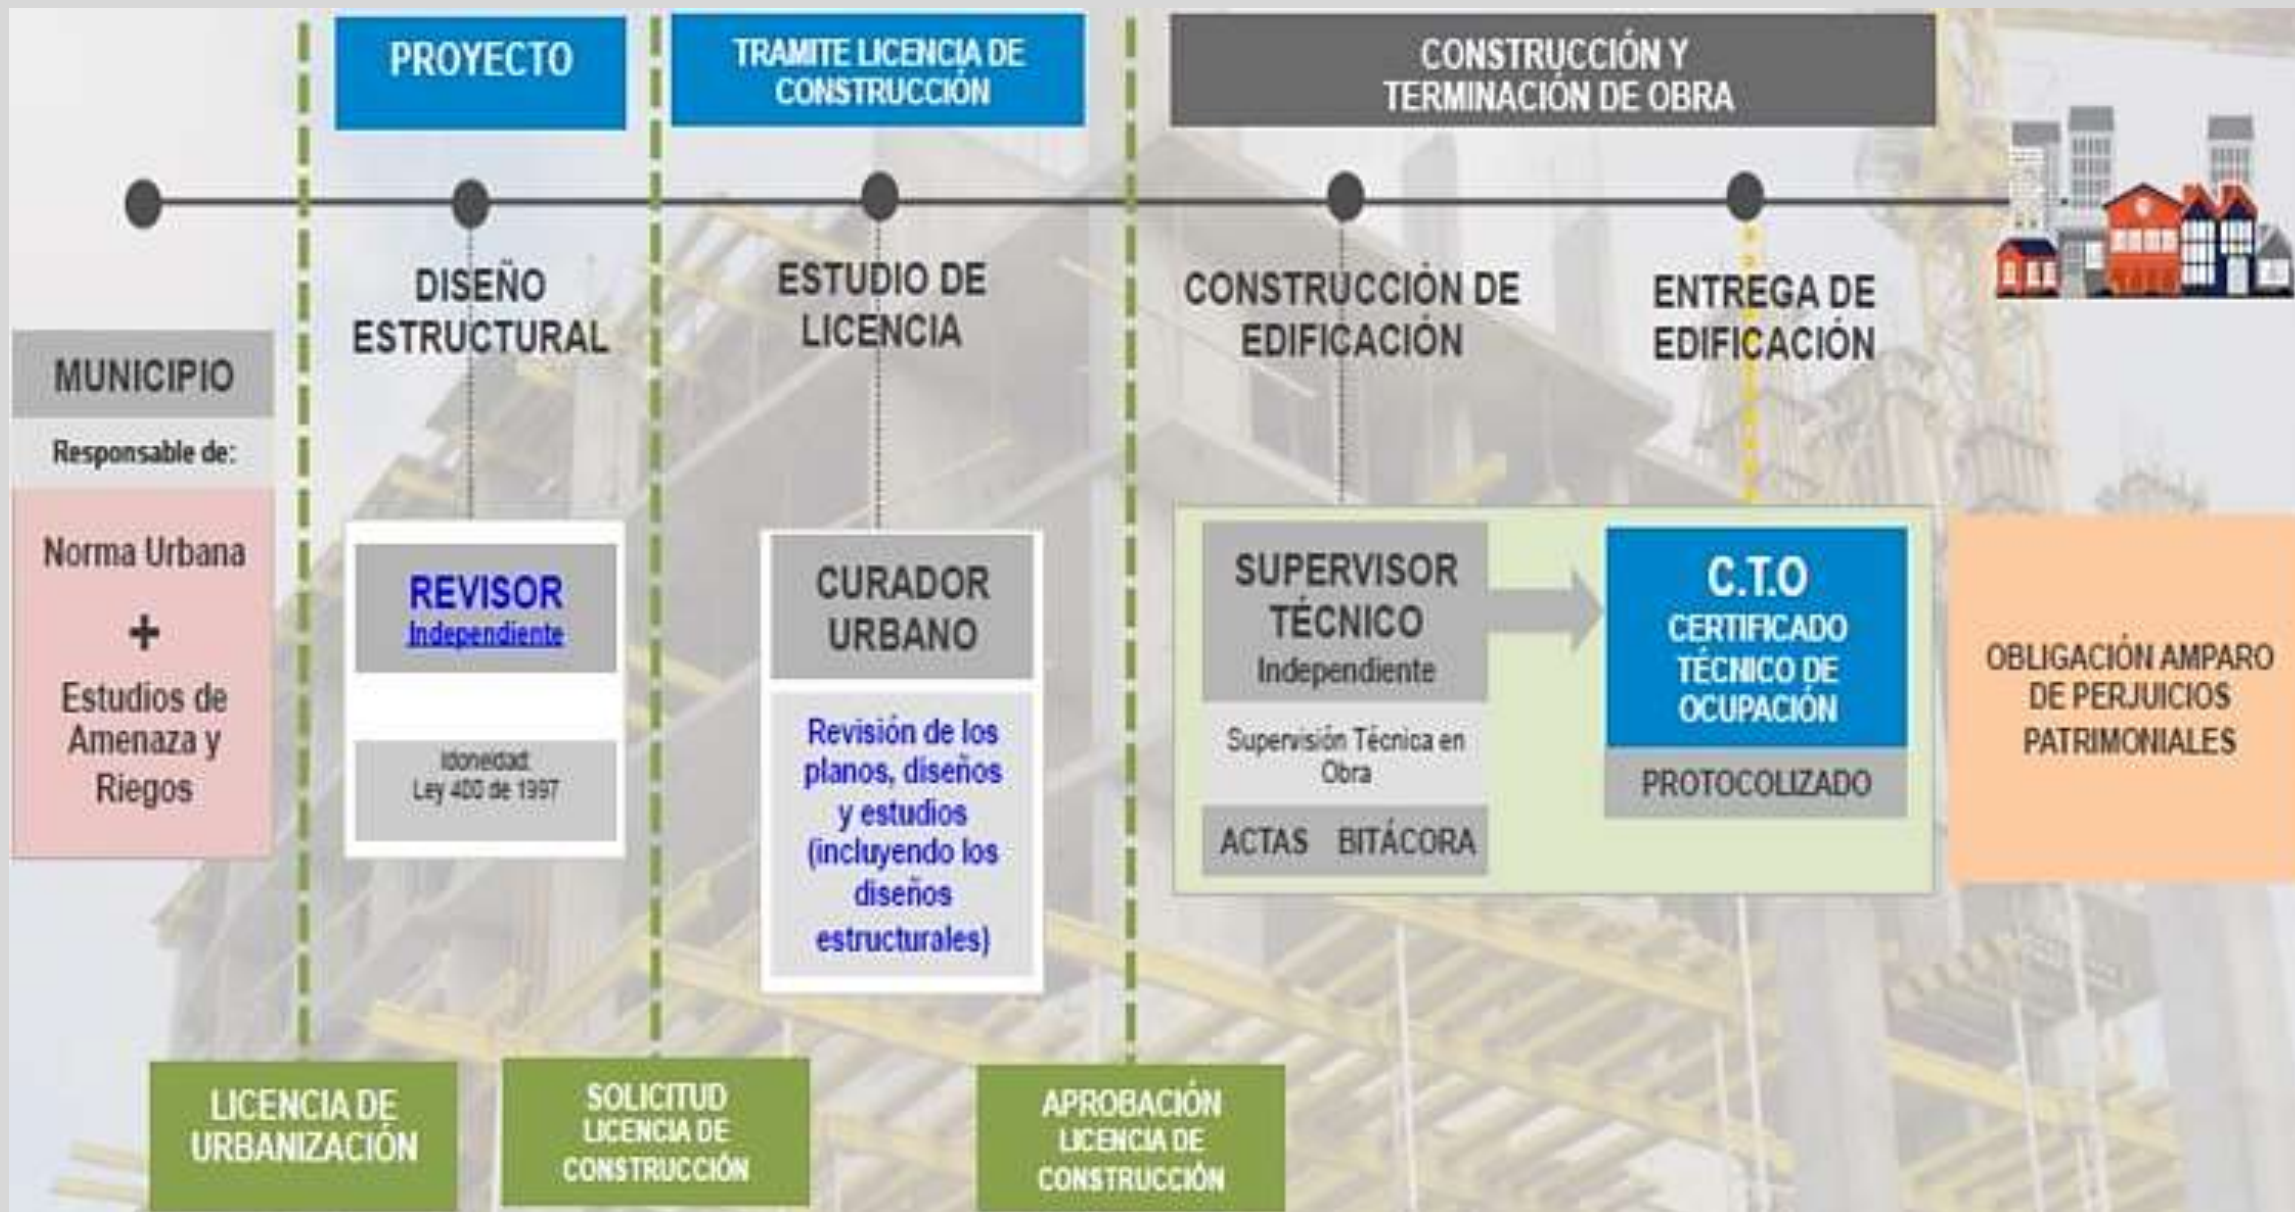 PROYECTO
TRAMITE LICENCIA DE
CONSTRUCCIÓN
CONSTRUCCIÓN Y
TERMINACIÓN DE OBRA
DISEÑO
ESTRUCTURAL
ESTUDIO DE
LICENCIA
CONSTRUCCIÓN DE
EDIFICACIÓN
ENTREGA DE
EDIFICACIÓN
MUNICIPIO
Responsable de:
Norma Urbana
+
Estudios de
Amenaza y
Riegos
REVISOR
Independiente
Idoneidad:
Ley 400 de 1997
CURADOR
URBANO
Revisión de los
planos, diseños
y estudios
(incluyendo los
diseños
estructurales)
SUPERVISOR
TÉCNICO
Independiente
Supervisión Técnica en
Obra
ACTAS BITÁCORA
C.T.O
CERTIFICADO
TÉCNICO DE
OCUPACIÓN
PROTOCOLIZADO
OBLIGACIÓN AMPARO
DE PERJUICIOS
PATRIMONIALES
LICENCIA DE
URBANIZACIÓN
SOLICITUD
LICENCIA DE
CONSTRUCCIÓN
APROBACIÓN
LICENCIA DE
CONSTRUCCIÓN